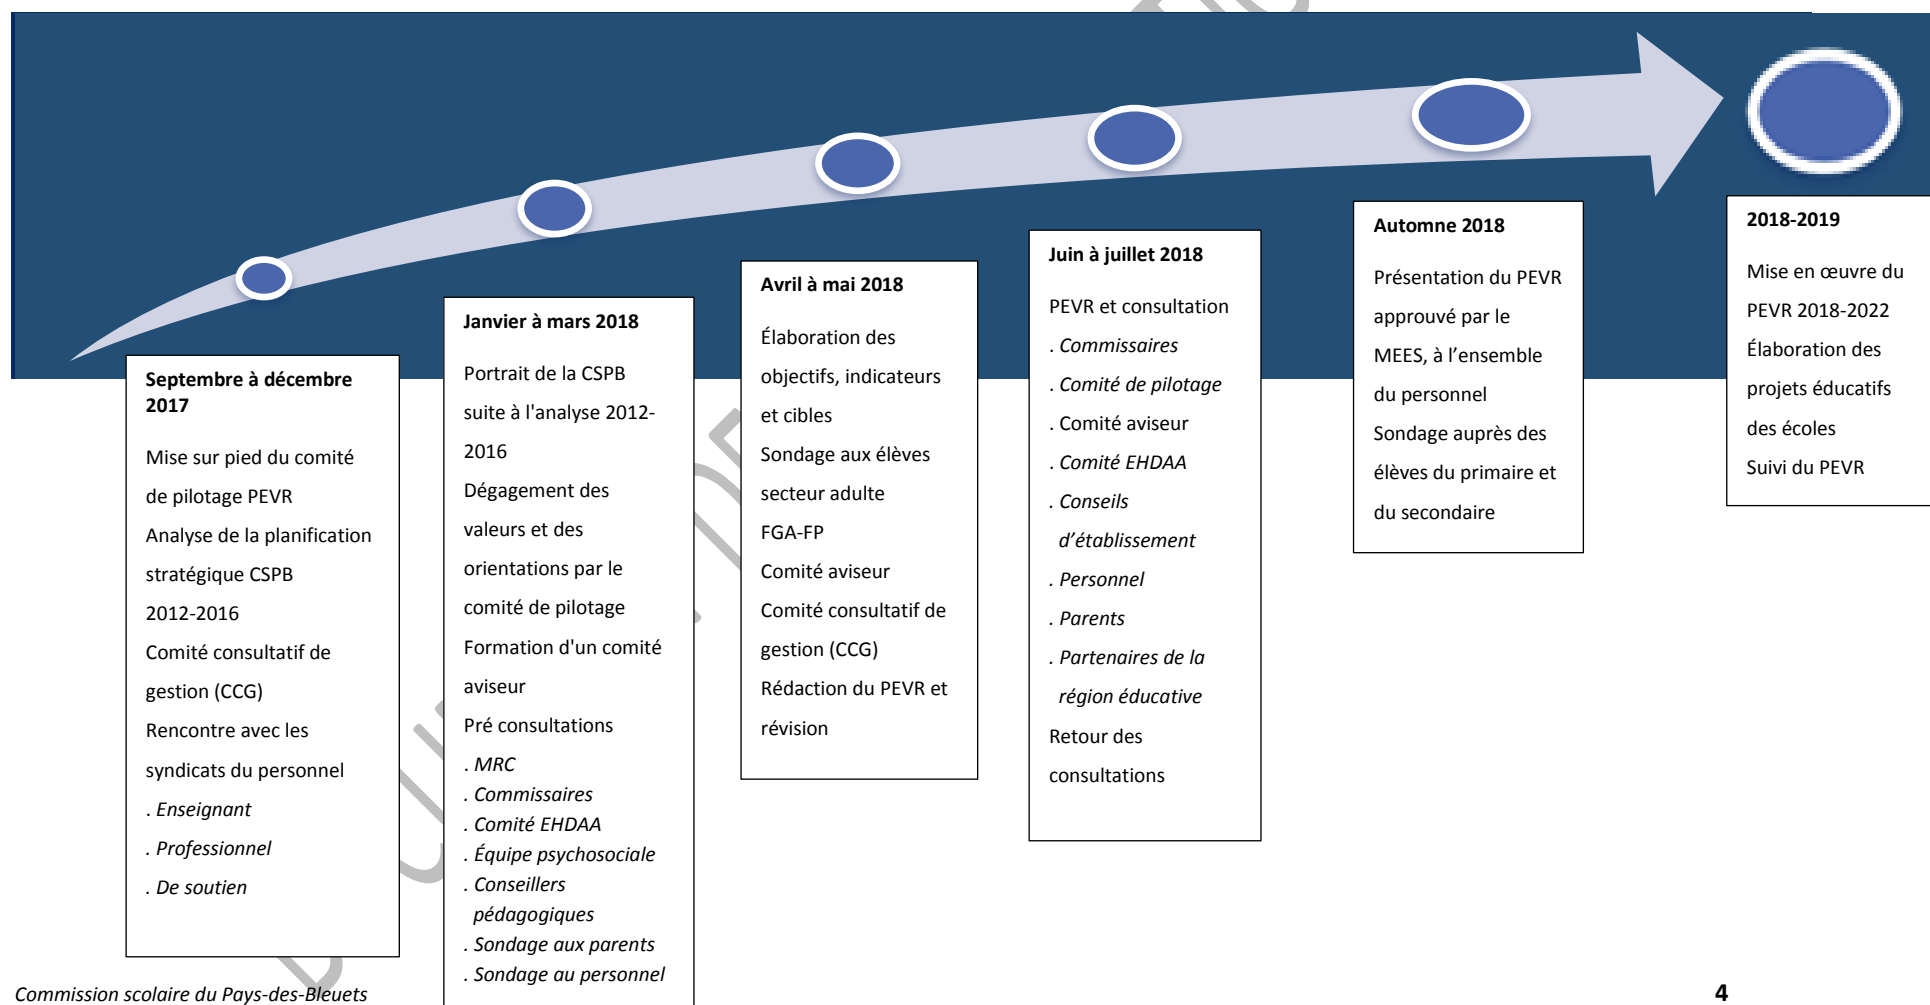 Septembre à décembre
2017
Mise sur pied du comité
de pilotage PEVR
Analyse de la planification
stratégique CSPB
2012-2016
Comité consultatif de
gestion (CCG)
Rencontre avec les
syndicats du personnel
. Enseignant
. Professionnel
. De soutien
Janvier à mars 2018
Portrait de la CSPB
suite à l'analyse 2012-
2016
Dégagement des
valeurs et des
orientations par le
comité de pilotage
Formation d'un comité
aviseur
Pré consultations
. MRC
. Commissaires
. Comité EHDAA
. Équipe psychosociale
. Conseillers
pédagogiques
. Sondage aux parents
. Sondage au personnel
Avril à mai 2018
Élaboration des
objectifs, indicateurs
et cibles
Sondage aux élèves
secteur adulte
FGA-FP
Comité aviseur
Comité consultatif de
gestion (CCG)
Rédaction du PEVR et
révision
Juin à juillet 2018
PEVR et consultation
. Commissaires
. Comité de pilotage
. Comité aviseur
. Comité EHDAA
. Conseils
d’établissement
. Personnel
. Parents
. Partenaires de la
région éducative
Retour des
consultations
Automne 2018
Présentation du PEVR
approuvé par le
MEES, à l’ensemble
du personnel
Sondage auprès des
élèves du primaire et
du secondaire
2018-2019
Mise en œuvre du
PEVR 2018-2022
Élaboration des
projets éducatifs
des écoles
Suivi du PEVR
Commission scolaire du Pays-des-Bleuets
4